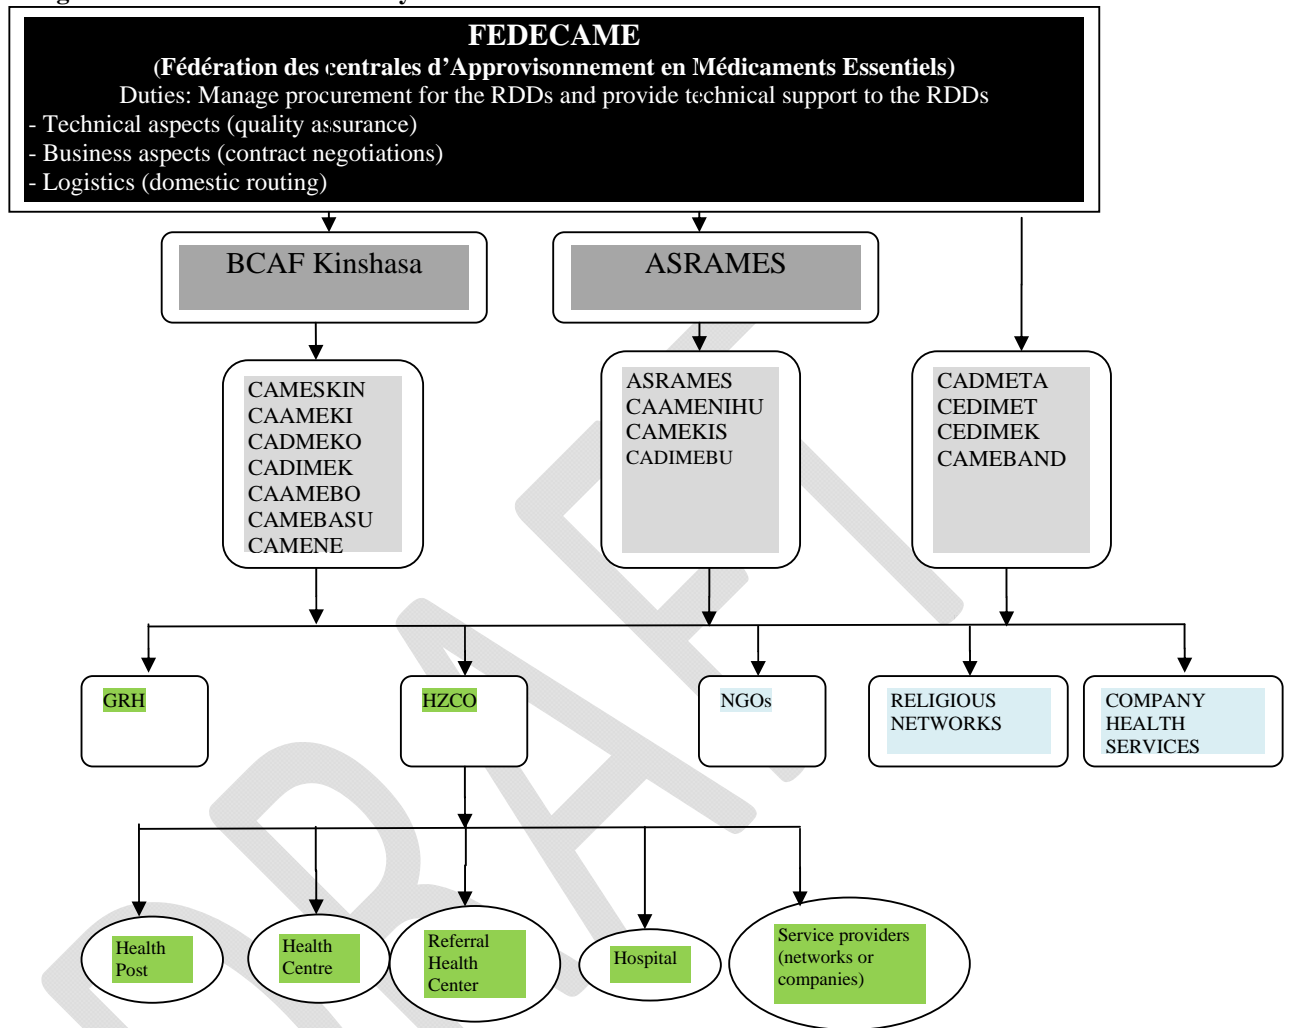 FEDECAME
(Fédération des centrales d'Approvisonnement en Médicaments Essentiels)
Duties: Manage procurement for the RDDs and provide technical support to the RDDs
- Technical aspects (quality assurance)
- Business aspects (contract negotiations)
- Logistics (domestic routing)
BCAF Kinshasa
ASRAMES
CAMESKIN
CAAMEKI
CADMEKO
CADIMEK
CAAMEBO
CAMEBASU
CAMENE
ASRAMES
CAAMENIHU
CAMEKIS
CADIMEBU
CADMETA
CEDIMET
CEDIMEK
CAMEBAND
GRH
HZCO
NGOs
RELIGIOUS
NETWORKS
COMPANY
HEALTH
SERVICES
Health
Post
Health
Centre
Referral
Health
Center
Hospital
Service providers
(networks or
companies)
DRAFT